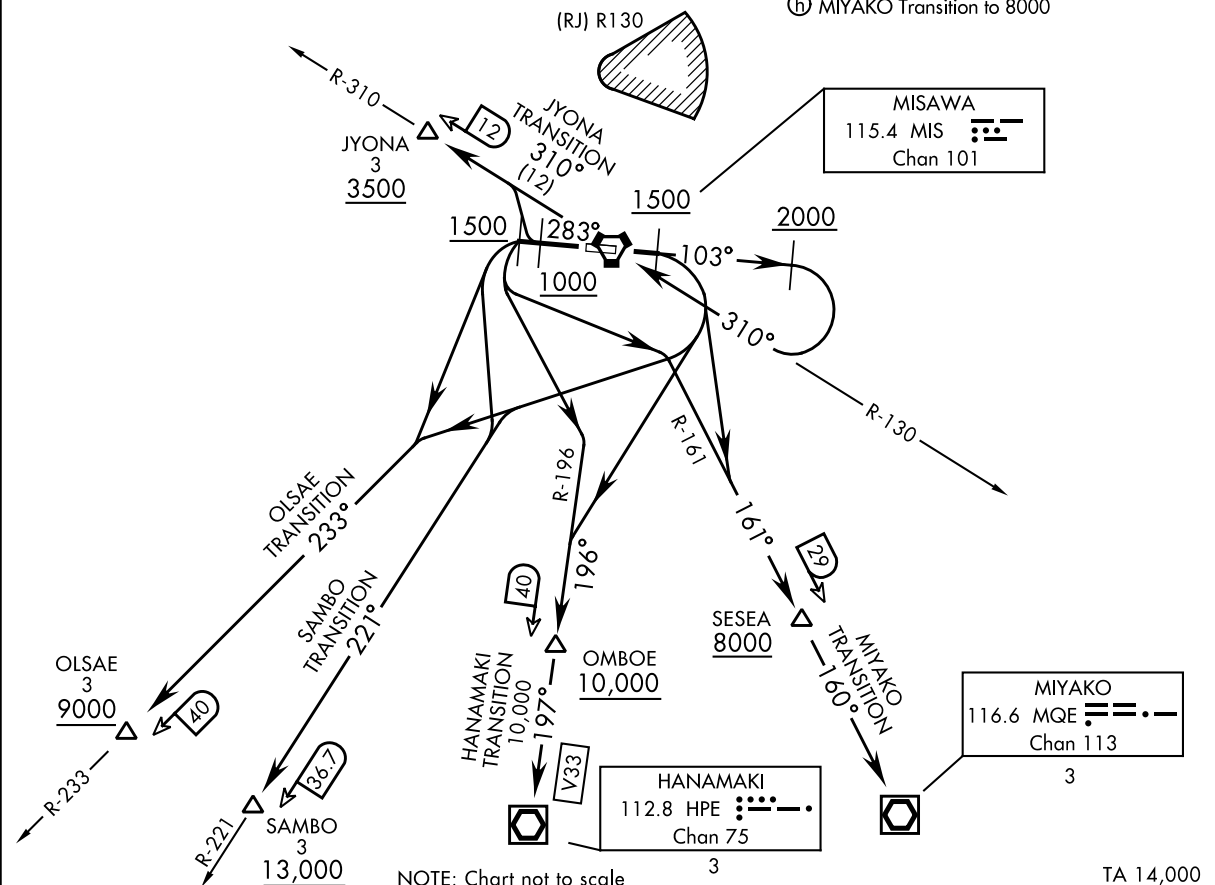 ⓗ MIYAKO Transition to 8000
(RJ) R130
R-310
12
JYONA
TRANSITION
310°
(12)
JYONA
3
3500
MISAWA
115.4 MIS
Chan 101
1500
2000
1500
283°
103°
1000
310°
R-130
R-161
R-196
OLSAE
TRANSITION
233°
161°
29
196°
40
SAMBO
TRANSITION
221°
SESEA
8000
MIYAKO
TRANSITION
160°
OMBOE
10,000
HANAMAKI
TRANSITION
10,000
197°
V33
OLSAE
3
9000
40
R-233
36.7
SAMBO
3
13,000
R-221
HANAMAKI
112.8 HPE
Chan 75
3
MIYAKO
116.6 MQE
Chan 113
3
NOTE: Chart not to scale
TA 14,000